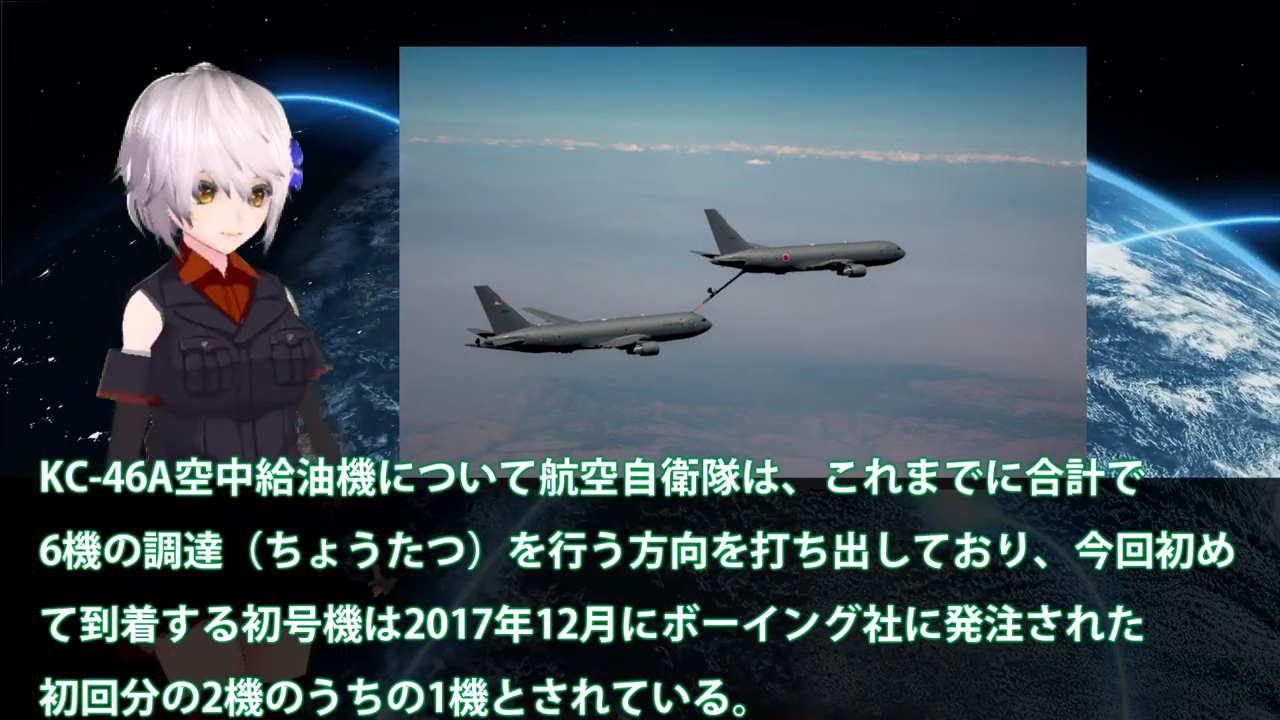 KC-46A空中給油機について航空自衛隊は、これまでに合計で
6機の調達（ちょうたつ）を行う方向を打ち出しており、今回初め
て到着する初号機は2017年12月にボーイング社に発注された
初回分の2機のうちの1機とされている。